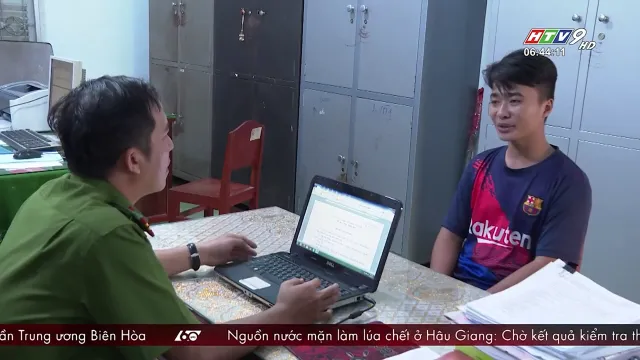 HTV9 HD
06:44:11
Rakuten
ần Trung ương Biên Hòa
60
Nguồn nước mặn làm lúa chết ở Hậu Giang: Chờ kết quả kiểm tra th